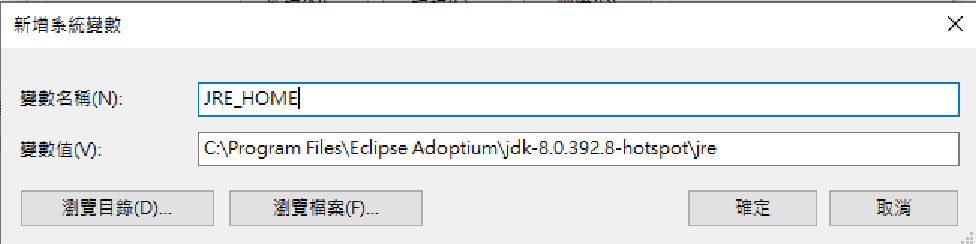 新增系統變數
變數名稱(N):
JRE_HOME
變數值(V):
C:\Program Files\Eclipse Adoptium\jdk-8.0.392.8-hotspot\jre
瀏覽目錄(D)... 瀏覽檔案(F)... 確定 取消